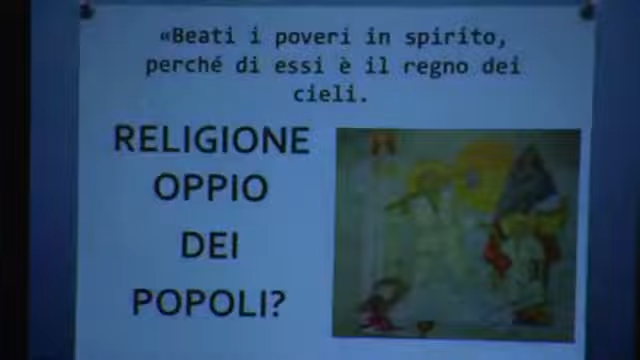 «Beati i poveri in spirito,
perché di essi è il regno dei
cieli.
RELIGIONE
OPPIO
DEI
POPOLI?